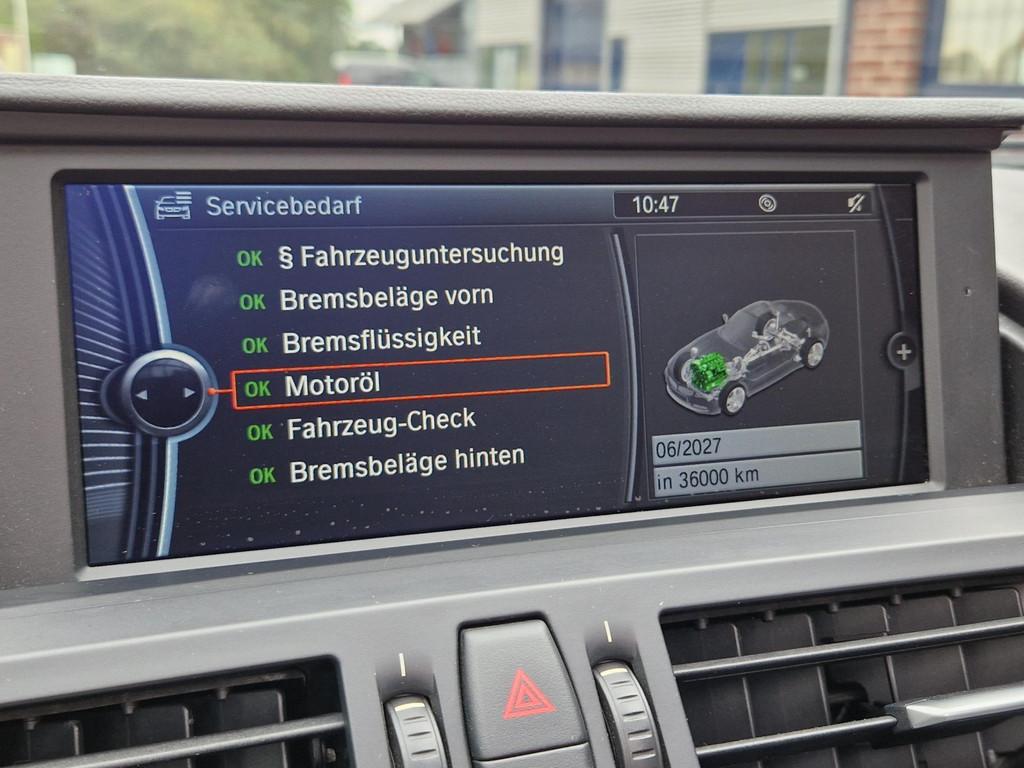 Servicebedarf
10:47
OK § Fahrzeuguntersuchung
OK Bremsbeläge vorn
OK Bremsflüssigkeit
OK Motoröl
OK Fahrzeug-Check
OK Bremsbeläge hinten
06/2027
in 36000 km